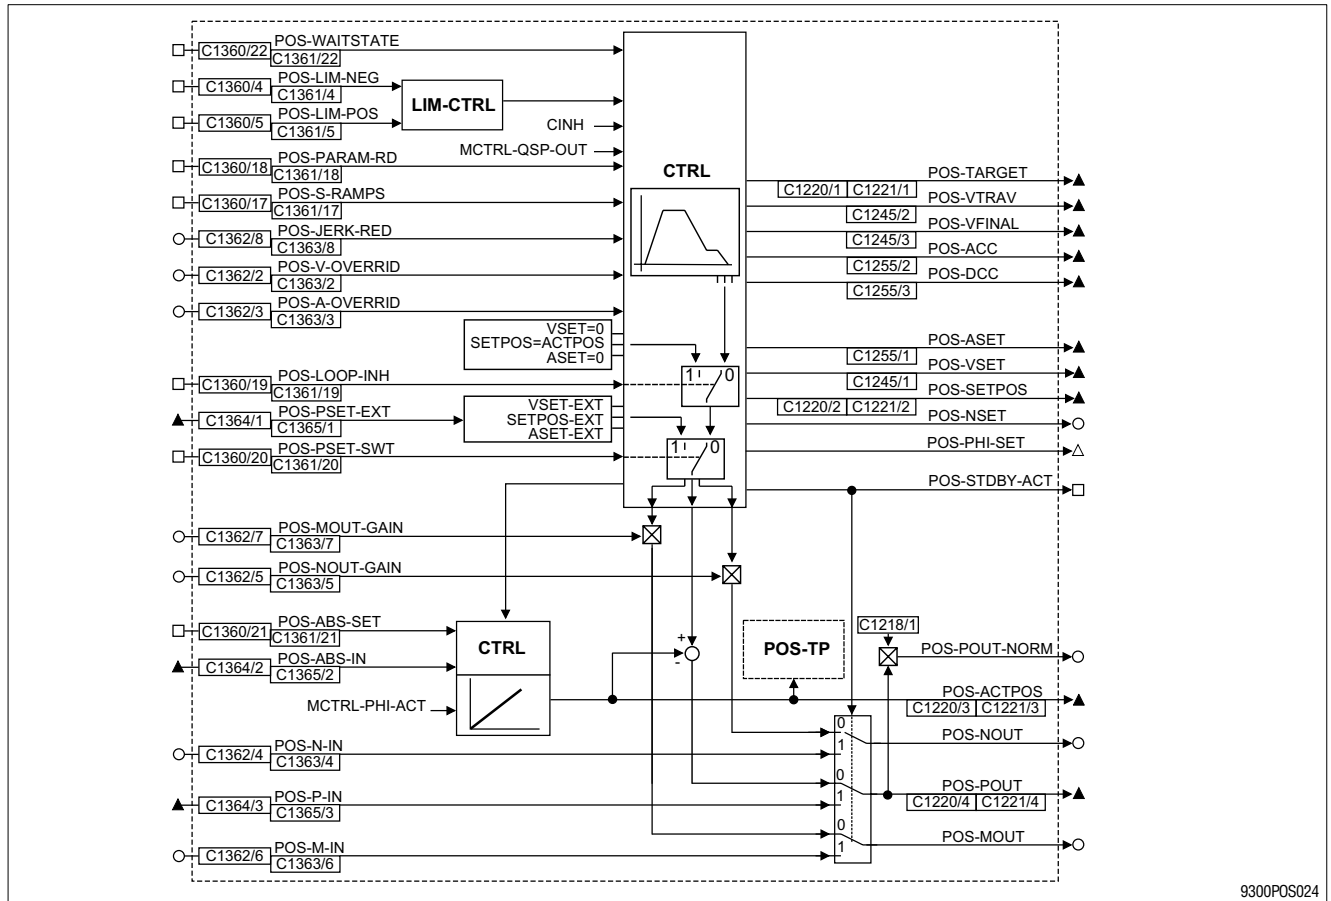 C1360/22 POS-WAITSTATE
C1361/22
C1360/4 POS-LIM-NEG
C1361/4
LIM-CTRL
C1360/5 POS-LIM-POS
C1361/5
CINH
MCTRL-QSP-OUT
C1360/18 POS-PARAM-RD
C1361/18
C1360/17 POS-S-RAMPS
C1361/17
C1362/8 POS-JERK-RED
C1363/8
C1362/2 POS-V-OVERRID
C1363/2
C1362/3 POS-A-OVERRID
C1363/3
VSET=0
SETPOS=ACTPOS
ASET=0
C1360/19 POS-LOOP-INH
C1361/19
C1364/1 POS-PSET-EXT
C1365/1
VSET-EXT
SETPOS-EXT
ASET-EXT
C1360/20 POS-PSET-SWT
C1361/20
CTRL
1 0
1 0
POS-TARGET
C1220/1 C1221/1
POS-VTRAV
C1245/2
POS-VFINAL
C1245/3
POS-ACC
C1255/2
POS-DCC
C1255/3
POS-ASET
C1255/1
POS-VSET
C1245/1
POS-SETPOS
C1220/2 C1221/2
POS-NSET
POS-PHI-SET
POS-STDBY-ACT
C1362/7 POS-MOUT-GAIN
C1363/7
C1362/5 POS-NOUT-GAIN
C1363/5
C1360/21 POS-ABS-SET
C1361/21
C1364/2 POS-ABS-IN
C1365/2
MCTRL-PHI-ACT
CTRL
+
-
POS-TP
C1218/1
POS-POUT-NORM
POS-ACTPOS
C1220/3 C1221/3
C1362/4 POS-N-IN
C1363/4
0
1
POS-NOUT
C1364/3 POS-P-IN
C1365/3
0
1
POS-POUT
C1220/4 C1221/4
C1362/6 POS-M-IN
C1363/6
0
1
POS-MOUT
9300POS024